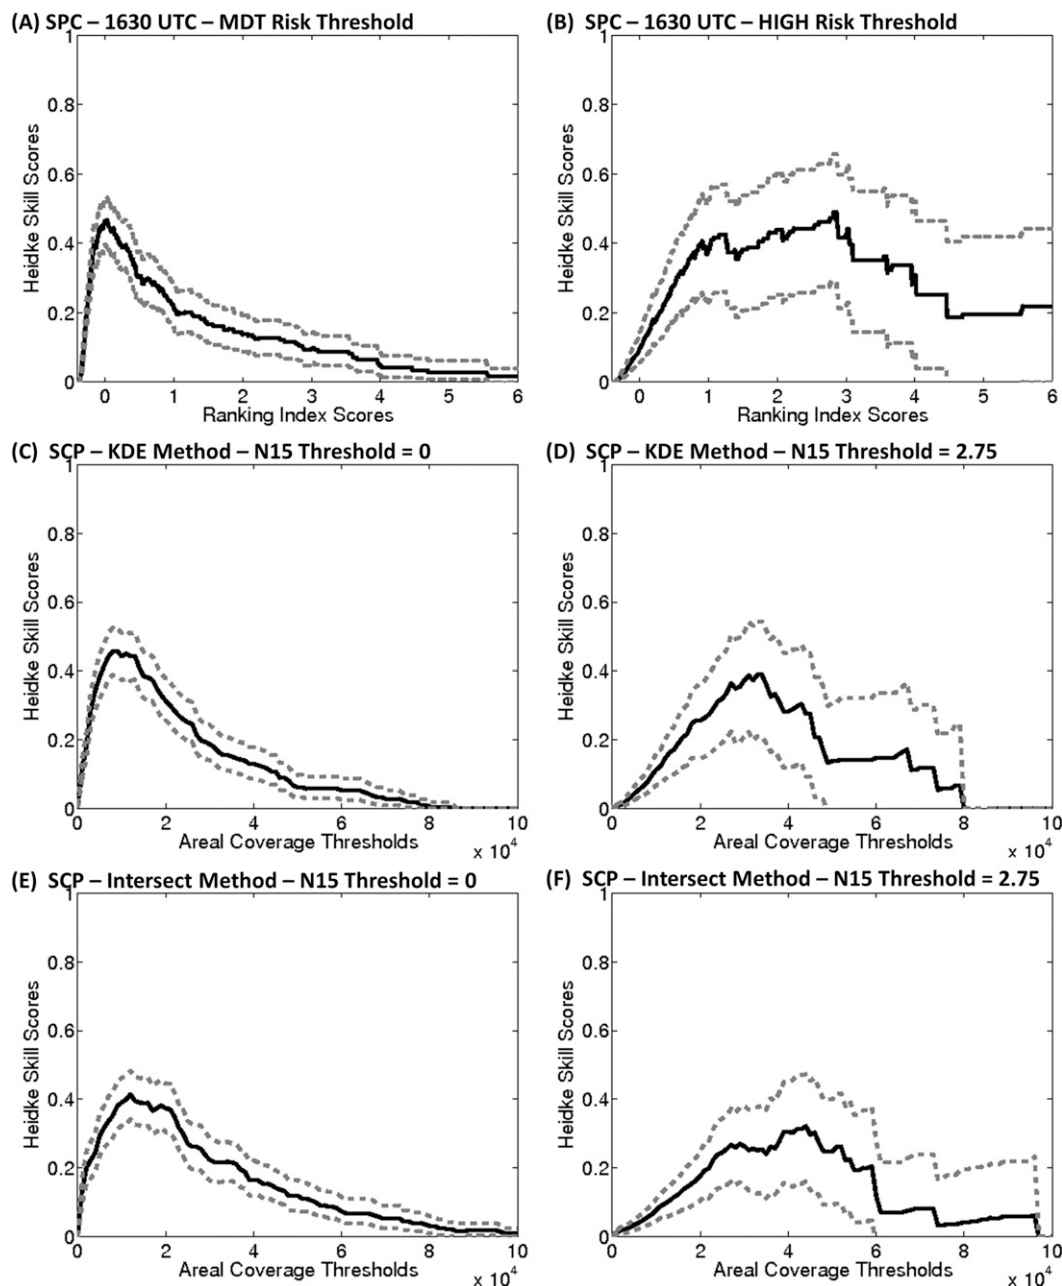 (A) SPC – 1630 UTC – MDT Risk Threshold
1
0.8
0.6
0.4
0.2
0
Heidke Skill Scores
0 1 2 3 4 5 6
Ranking Index Scores
(B) SPC – 1630 UTC – HIGH Risk Threshold
1
0.8
0.6
0.4
0.2
0
Heidke Skill Scores
0 1 2 3 4 5 6
Ranking Index Scores
(C) SCP – KDE Method – N15 Threshold = 0
1
0.8
0.6
0.4
0.2
0
Heidke Skill Scores
0 2 4 6 8 10
Areal Coverage Thresholds
x 10⁴
(D) SCP – KDE Method – N15 Threshold = 2.75
1
0.8
0.6
0.4
0.2
0
Heidke Skill Scores
0 2 4 6 8 10
Areal Coverage Thresholds
x 10⁴
(E) SCP – Intersect Method – N15 Threshold = 0
1
0.8
0.6
0.4
0.2
0
Heidke Skill Scores
0 2 4 6 8 10
Areal Coverage Thresholds
x 10⁴
(F) SCP – Intersect Method – N15 Threshold = 2.75
1
0.8
0.6
0.4
0.2
0
Heidke Skill Scores
0 2 4 6 8 10
Areal Coverage Thresholds
x 10⁴